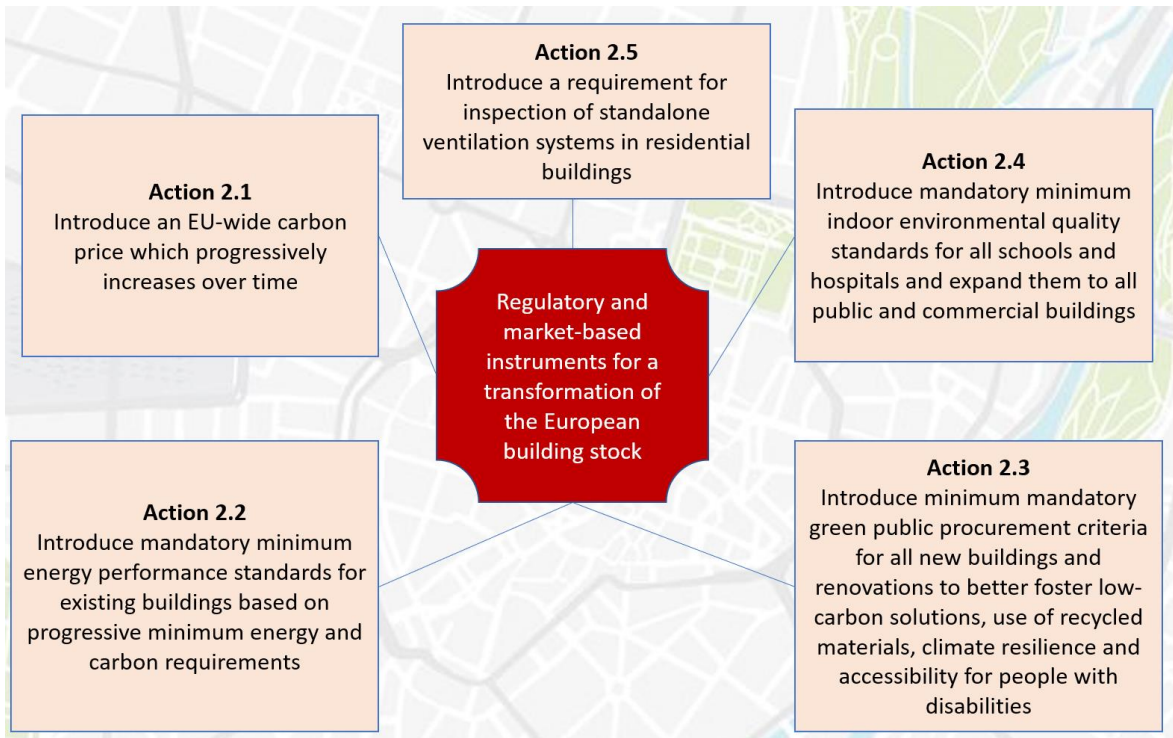 Action 2.5
Introduce a requirement for
inspection of standalone
ventilation systems in residential
buildings
Action 2.1
Introduce an EU-wide carbon
price which progressively
increases over time
Action 2.4
Introduce mandatory minimum
indoor environmental quality
standards for all schools and
hospitals and expand them to all
public and commercial buildings
Regulatory and
market-based
instruments for a
transformation of
the European
building stock
Action 2.2
Introduce mandatory minimum
energy performance standards for
existing buildings based on
progressive minimum energy and
carbon requirements
Action 2.3
Introduce minimum mandatory
green public procurement criteria
for all new buildings and
renovations to better foster low-
carbon solutions, use of recycled
materials, climate resilience and
accessibility for people with
disabilities